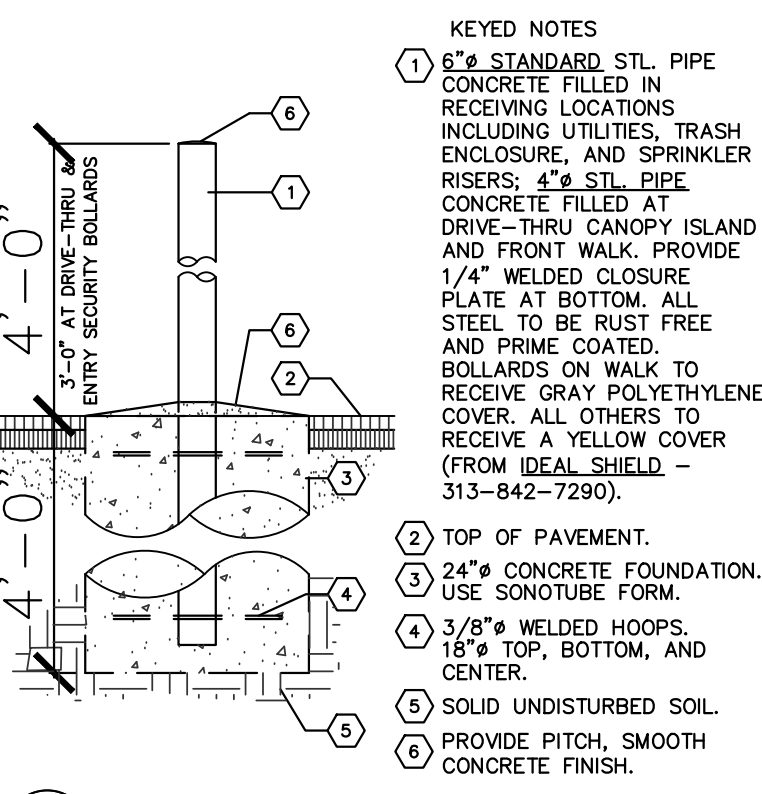 KEYED NOTES
1
6"ø STANDARD STL. PIPE
CONCRETE FILLED IN
RECEIVING LOCATIONS
INCLUDING UTILITIES, TRASH
ENCLOSURE, AND SPRINKLER
RISERS; 4"ø STL. PIPE
CONCRETE FILLED AT
DRIVE-THRU CANOPY ISLAND
AND FRONT WALK. PROVIDE
1/4" WELDED CLOSURE
PLATE AT BOTTOM. ALL
STEEL TO BE RUST FREE
AND PRIME COATED.
BOLLARDS ON WALK TO
RECEIVE GRAY POLYETHYLENE
COVER. ALL OTHERS TO
RECEIVE A YELLOW COVER
(FROM IDEAL SHIELD -
313-842-7290).
2 TOP OF PAVEMENT.
3 24"ø CONCRETE FOUNDATION.
USE SONOTUBE FORM.
4 3/8"ø WELDED HOOPS.
18"ø TOP, BOTTOM, AND
CENTER.
5 SOLID UNDISTURBED SOIL.
6 PROVIDE PITCH, SMOOTH
CONCRETE FINISH.
4'-0"
3'-0" AT DRIVE-THRU &
ENTRY SECURITY BOLLARDS
4'-0"
6
1
6
2
3
4
5